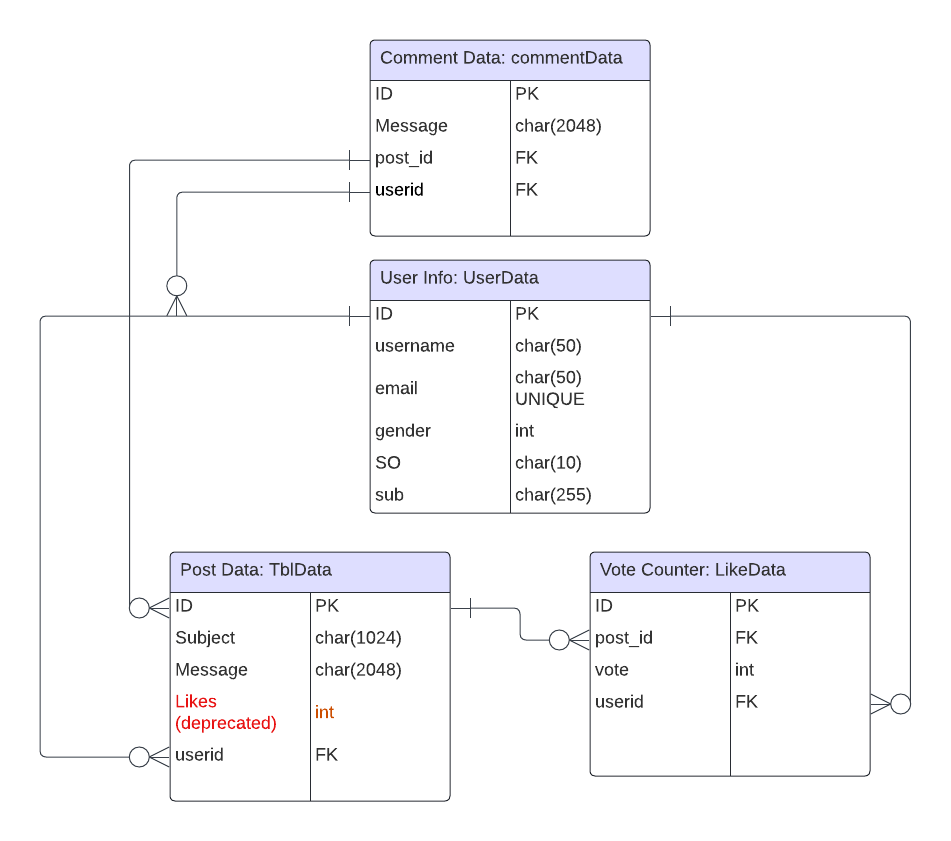 Comment Data: commentData
ID PK
Message char(2048)
post_id FK
userid FK
User Info: UserData
ID PK
username char(50)
email char(50)
UNIQUE
gender int
SO char(10)
sub char(255)
Post Data: TblData
ID PK
Subject char(1024)
Message char(2048)
Likes
(deprecated) int
userid FK
Vote Counter: LikeData
ID PK
post_id FK
vote int
userid FK